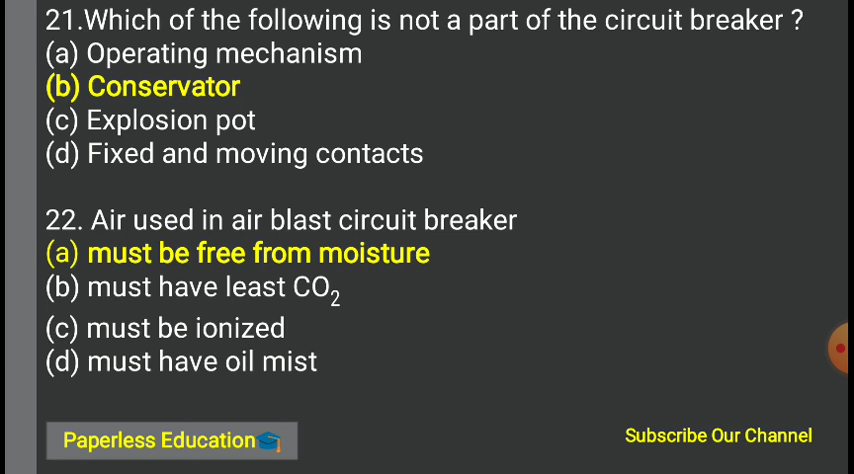 21.Which of the following is not a part of the circuit breaker ?
(a) Operating mechanism
(b) Conservator
(c) Explosion pot
(d) Fixed and moving contacts
22. Air used in air blast circuit breaker
(a) must be free from moisture
(b) must have least CO₂
(c) must be ionized
(d) must have oil mist
Paperless Education🎓
Subscribe Our Channel